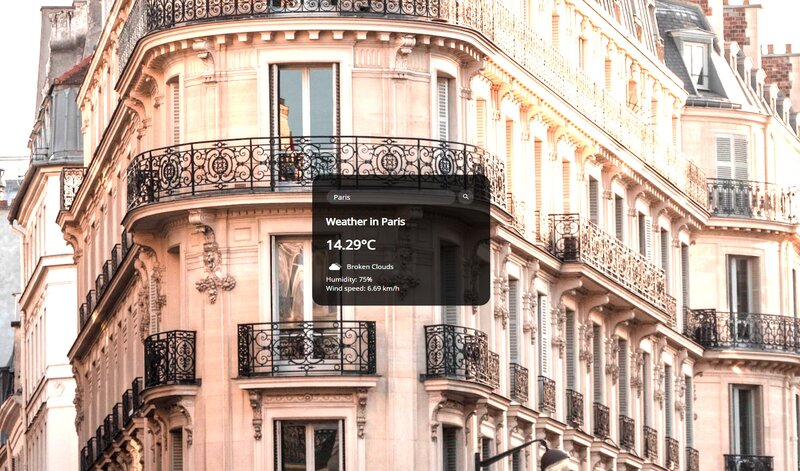 Paris
Weather in Paris
14.29°C
Broken Clouds
Humidity: 75%
Wind speed: 6.69 km/h